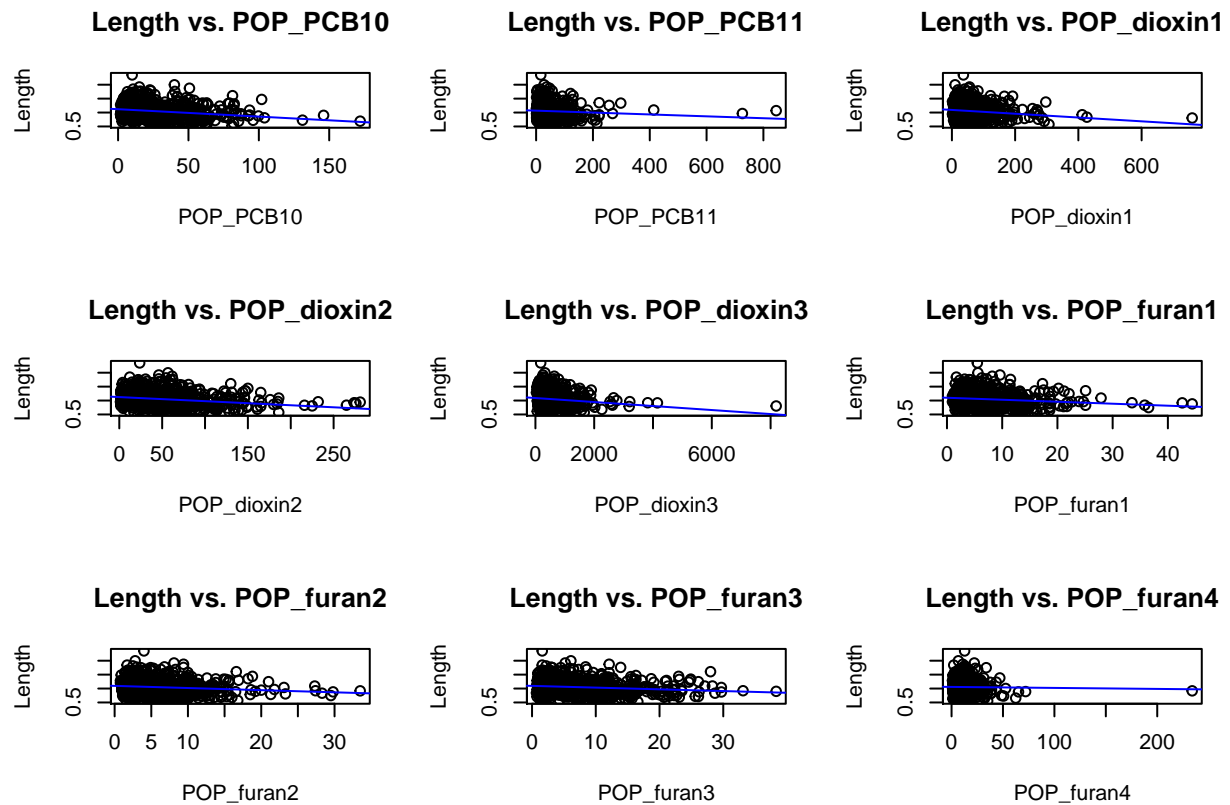 Length vs. POP_PCB10
Length
0.5
0 50 100 150
POP_PCB10
Length vs. POP_PCB11
Length
0.5
0 200 400 600 800
POP_PCB11
Length vs. POP_dioxin1
Length
0.5
0 200 400 600
POP_dioxin1
Length vs. POP_dioxin2
Length
0.5
0 50 150 250
POP_dioxin2
Length vs. POP_dioxin3
Length
0.5
0 2000 6000
POP_dioxin3
Length vs. POP_furan1
Length
0.5
0 10 20 30 40
POP_furan1
Length vs. POP_furan2
Length
0.5
0 5 10 20 30
POP_furan2
Length vs. POP_furan3
Length
0.5
0 10 20 30
POP_furan3
Length vs. POP_furan4
Length
0.5
0 50 100 200
POP_furan4